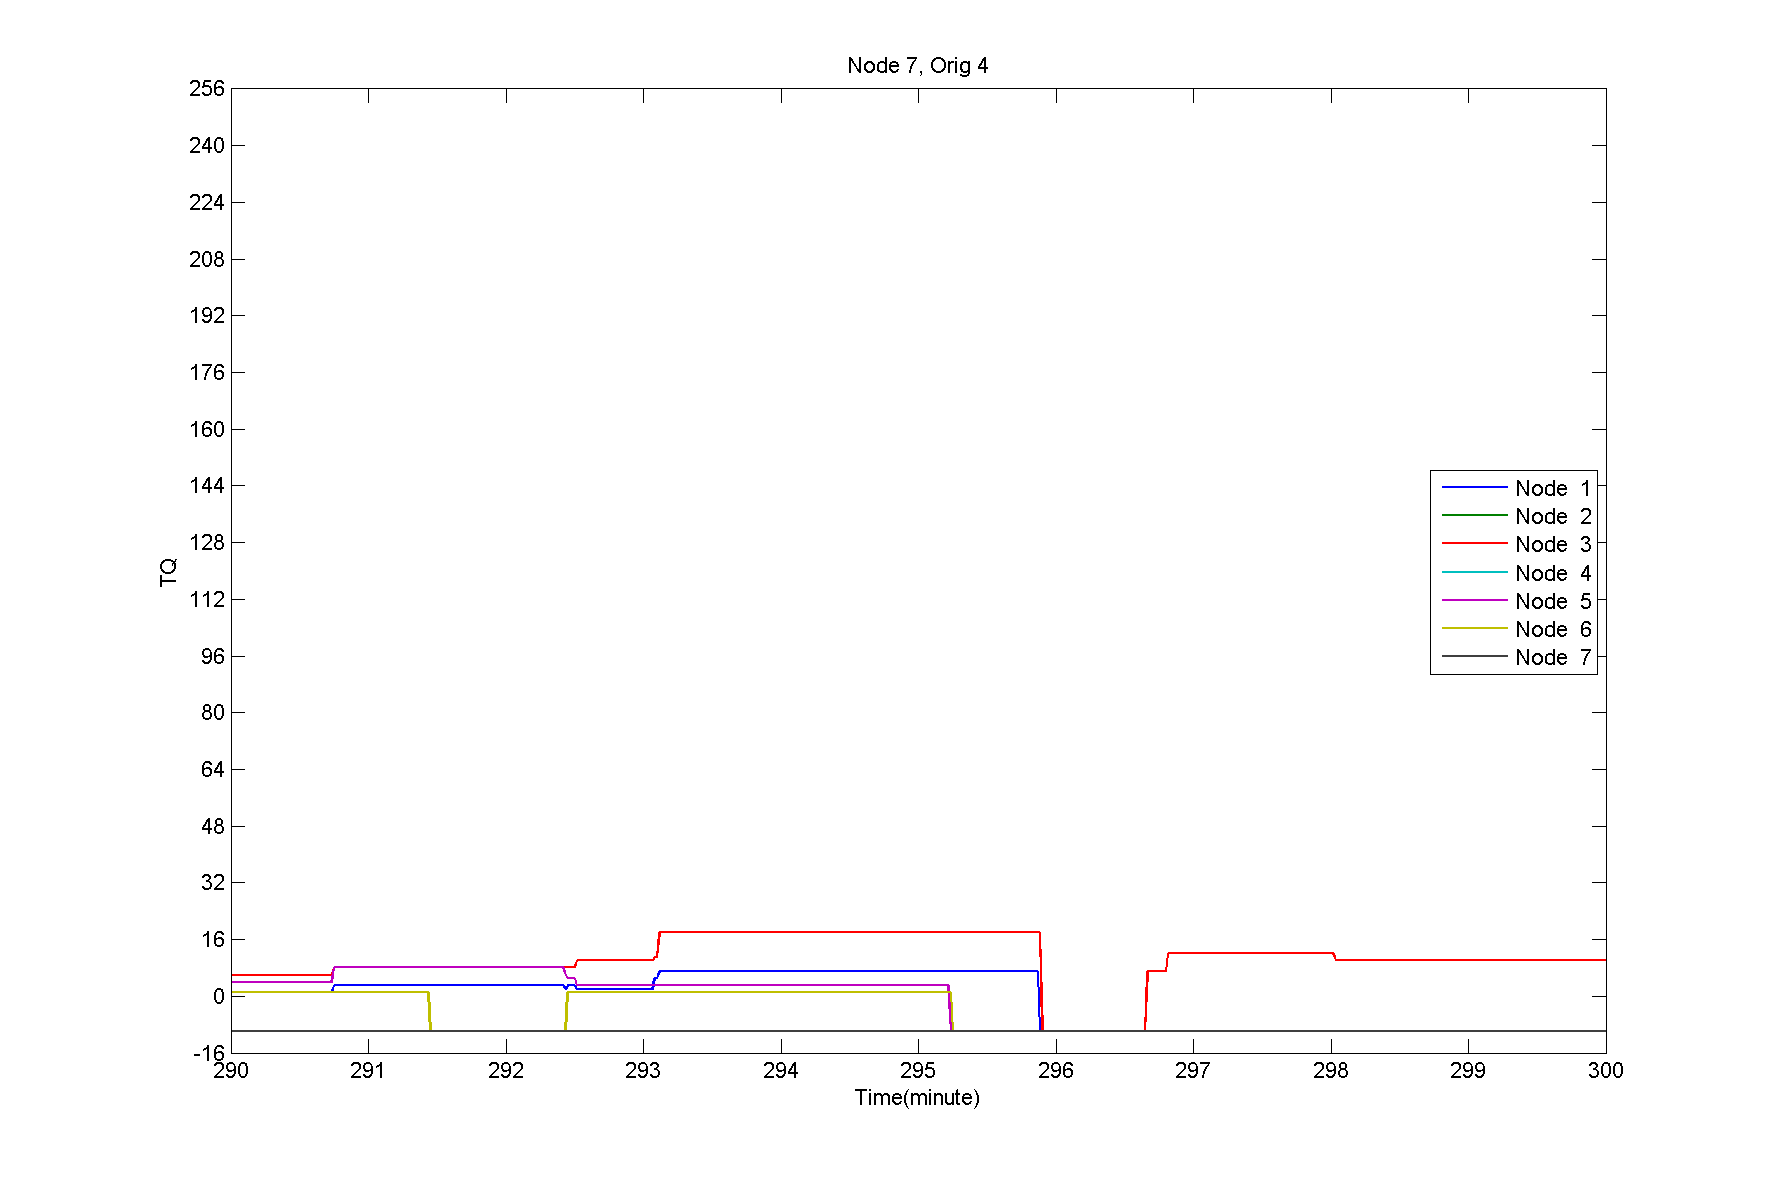 Node 7, Orig 4
256
240
224
208
192
176
160
144
128
112
96
80
64
48
32
16
0
-16
TQ
290 291 292 293 294 295 296 297 298 299 300
Time(minute)
Node 1
Node 2
Node 3
Node 4
Node 5
Node 6
Node 7